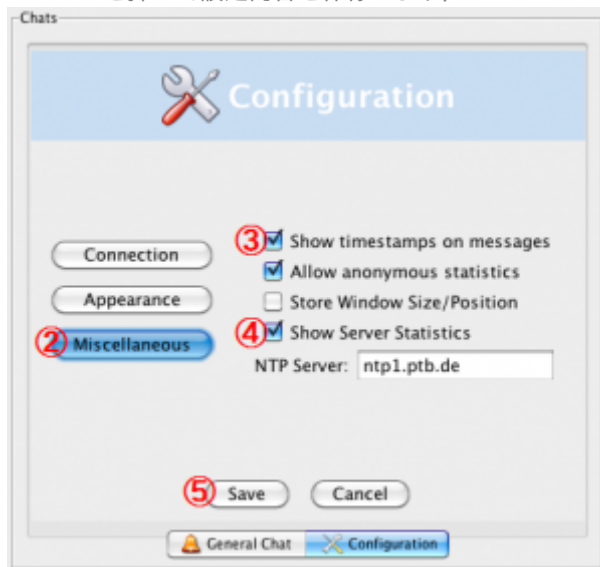 Chats
Configuration
Connection
Appearance
② Miscellaneous
③ Show timestamps on messages
Allow anonymous statistics
Store Window Size/Position
④ Show Server Statistics
NTP Server: ntp1.ptb.de
⑤ Save
Cancel
General Chat
Configuration